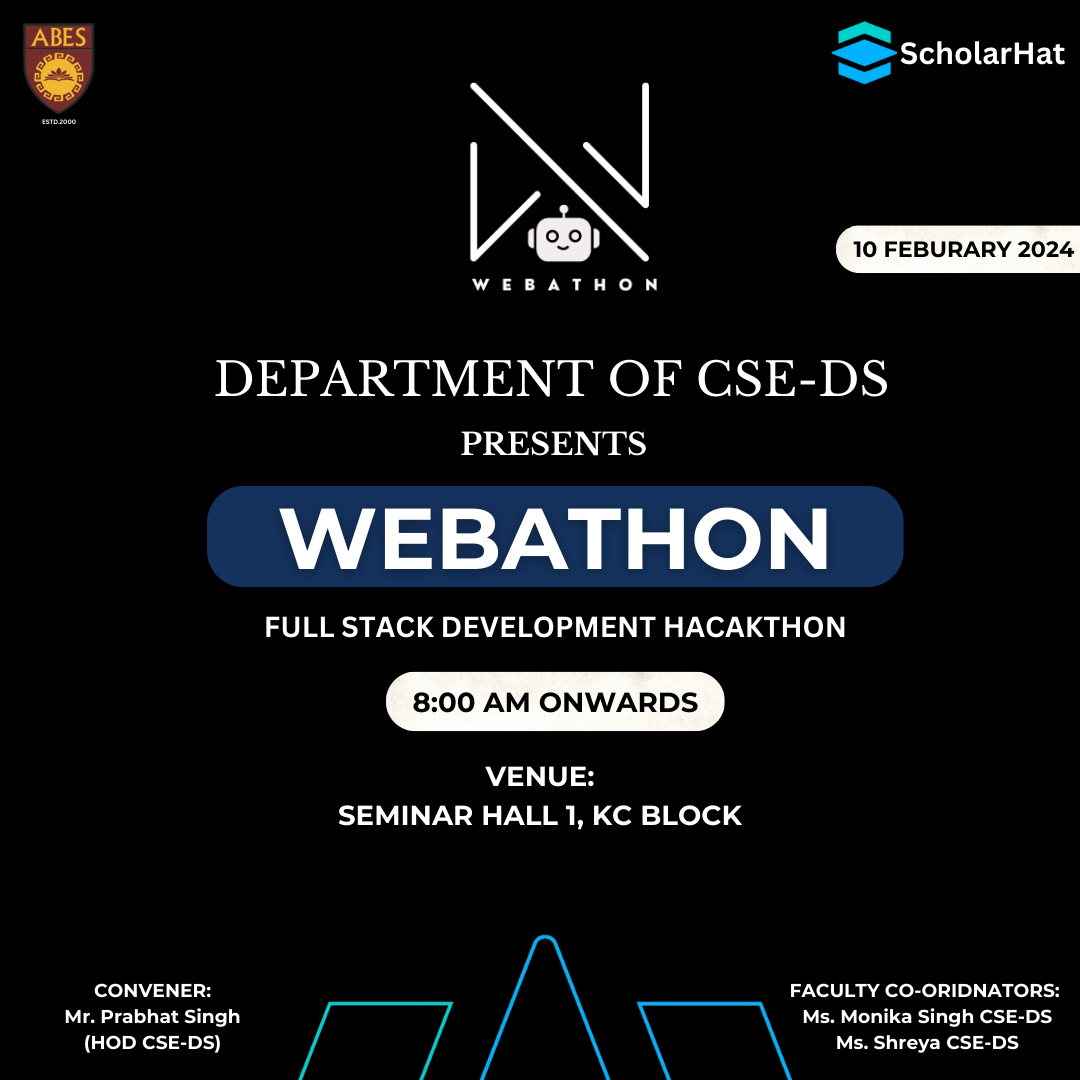 ABES
ESTD.2000
ScholarHat
WEBATHON
10 FEBURARY 2024
DEPARTMENT OF CSE-DS
PRESENTS
WEBATHON
FULL STACK DEVELOPMENT HACAKTHON
8:00 AM ONWARDS
VENUE:
SEMINAR HALL 1, KC BLOCK
CONVENER:
Mr. Prabhat Singh
(HOD CSE-DS)
FACULTY CO-ORIDNATORS:
Ms. Monika Singh CSE-DS
Ms. Shreya CSE-DS